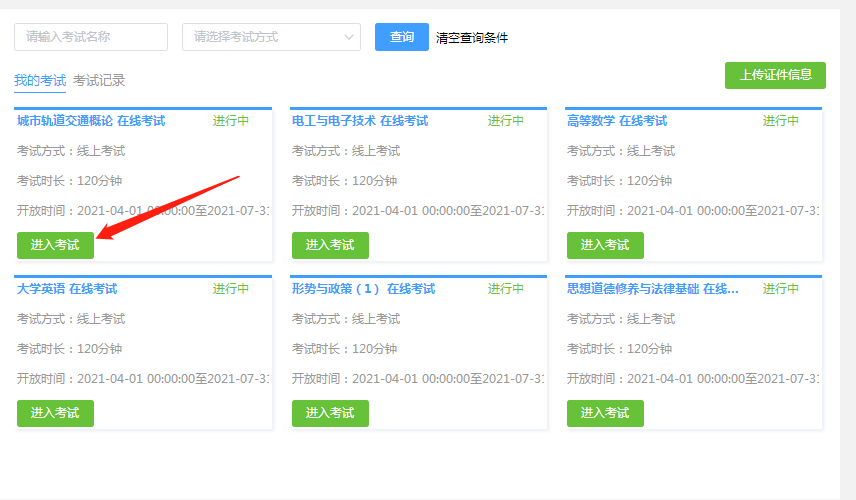 请输入考试名称 请选择考试方式 查询 清空查询条件
上传证件信息
我的考试 考试记录
城市轨道交通概论 在线考试 进行中
考试方式：线上考试
考试时长：120分钟
开放时间：2021-04-01 00:00:00至2021-07-31
进入考试
电工与电子技术 在线考试 进行中
考试方式：线上考试
考试时长：120分钟
开放时间：2021-04-01 00:00:00至2021-07-31
进入考试
高等数学 在线考试 进行中
考试方式：线上考试
考试时长：120分钟
开放时间：2021-04-01 00:00:00至2021-07-31
进入考试
大学英语 在线考试 进行中
考试方式：线上考试
考试时长：120分钟
开放时间：2021-04-01 00:00:00至2021-07-31
进入考试
形势与政策（1） 在线考试 进行中
考试方式：线上考试
考试时长：120分钟
开放时间：2021-04-01 00:00:00至2021-07-31
进入考试
思想道德修养与法律基础 在线... 进行中
考试方式：线上考试
考试时长：120分钟
开放时间：2021-04-01 00:00:00至2021-07-31
进入考试